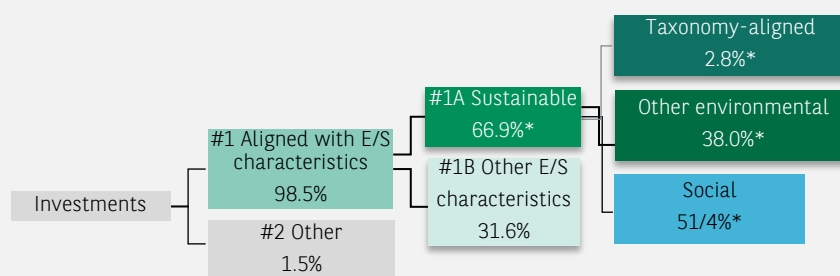 Investments
#1 Aligned with E/S
characteristics
98.5%
#2 Other
1.5%
#1A Sustainable
66.9%*
#1B Other E/S
characteristics
31.6%
Taxonomy-aligned
2.8%*
Other environmental
38.0%*
Social
51/4%*